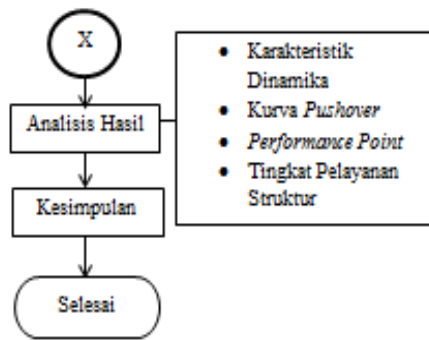 X
Analisis Hasil
• Karakteristik
Dinamika
• Kurva Pushover
• Performance Point
• Tingkat Pelayanan
Struktur
Kesimpulan
Selesai